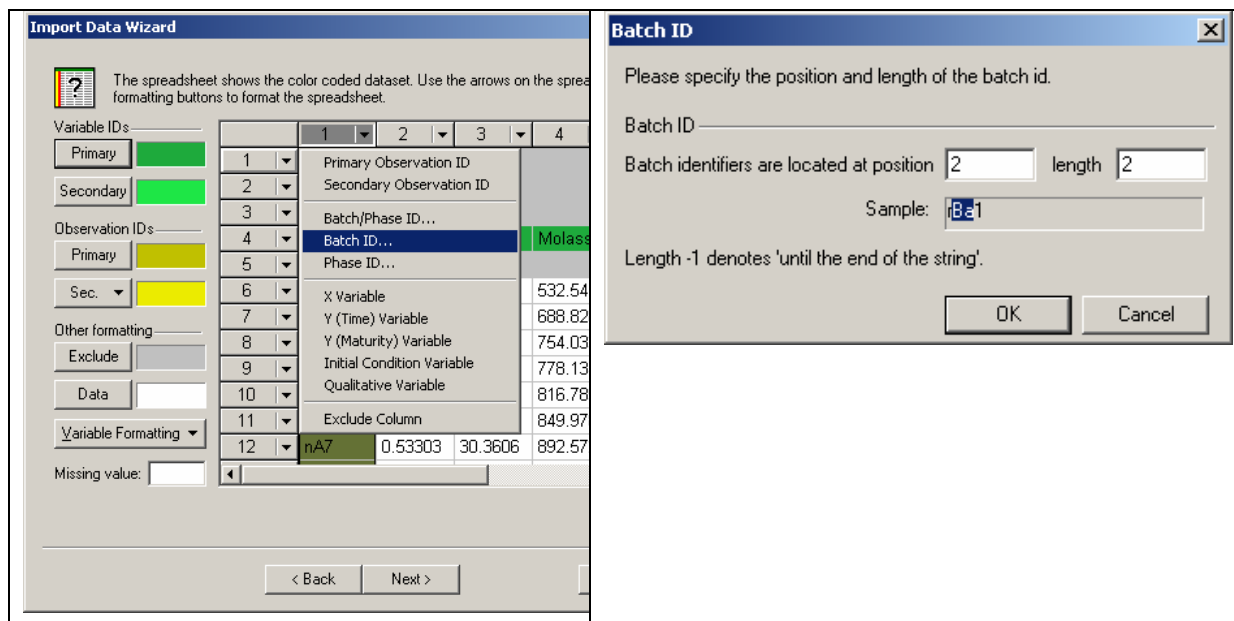 Import Data Wizard
The spreadsheet shows the color coded dataset. Use the arrows on the sprea
formatting buttons to format the spreadsheet.
Variable IDs
Primary
Secondary
Observation IDs
Primary
Sec.
Other formatting
Exclude
Data
Variable Formatting
Missing value:
1 2 3 4
1
2
3
4 Molass
5
6 532.54
7 688.82
8 754.03
9 778.13
10 816.78
11 849.97
12 nA7 0.53303 30.3606 892.57
Primary Observation ID
Secondary Observation ID
Batch/Phase ID...
Batch ID...
Phase ID...
X Variable
Y (Time) Variable
Y (Maturity) Variable
Initial Condition Variable
Qualitative Variable
Exclude Column
< Back Next >
Batch ID
Please specify the position and length of the batch id.
Batch ID
Batch identifiers are located at position 2 length 2
Sample: rBa1
Length -1 denotes 'until the end of the string'.
OK Cancel